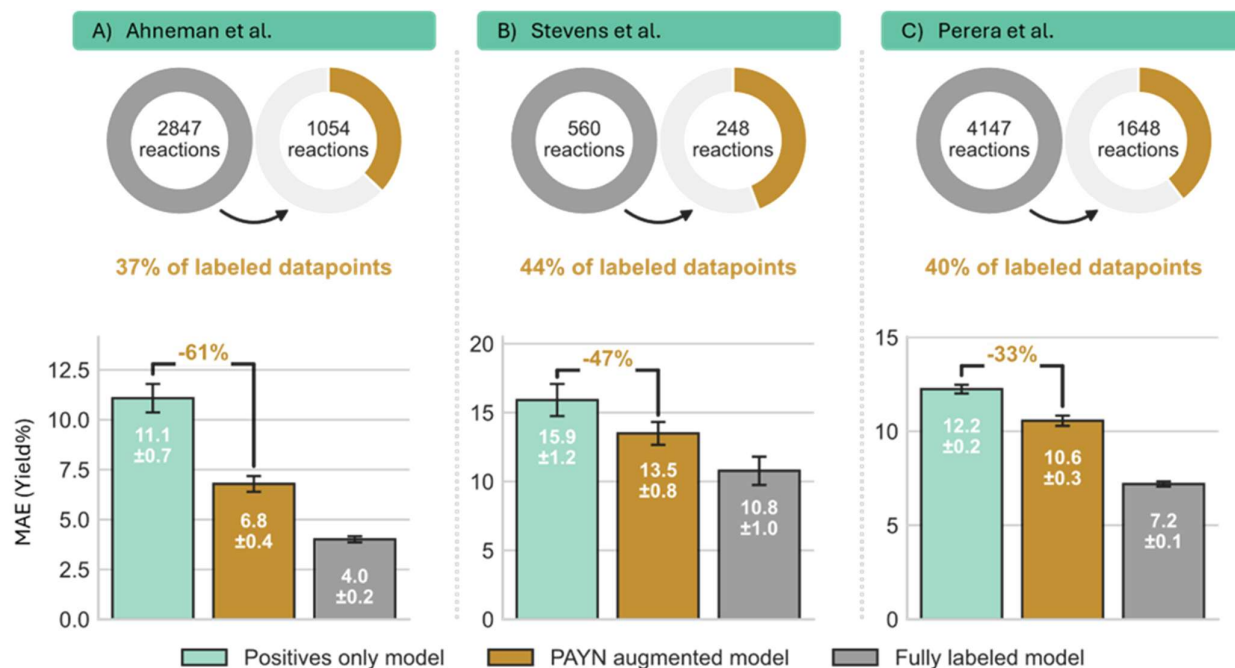 A) Ahneman et al.
B) Stevens et al.
C) Perera et al.
2847
reactions
1054
reactions
560
reactions
248
reactions
4147
reactions
1648
reactions
37% of labeled datapoints
44% of labeled datapoints
40% of labeled datapoints
MAE (Yield%)
12.5
10.0
7.5
5.0
2.5
0.0
-61%
11.1
±0.7
6.8
±0.4
4.0
±0.2
20
15
10
5
0
-47%
15.9
±1.2
13.5
±0.8
10.8
±1.0
15
10
5
0
-33%
12.2
±0.2
10.6
±0.3
7.2
±0.1
Positives only model
PAYN augmented model
Fully labeled model